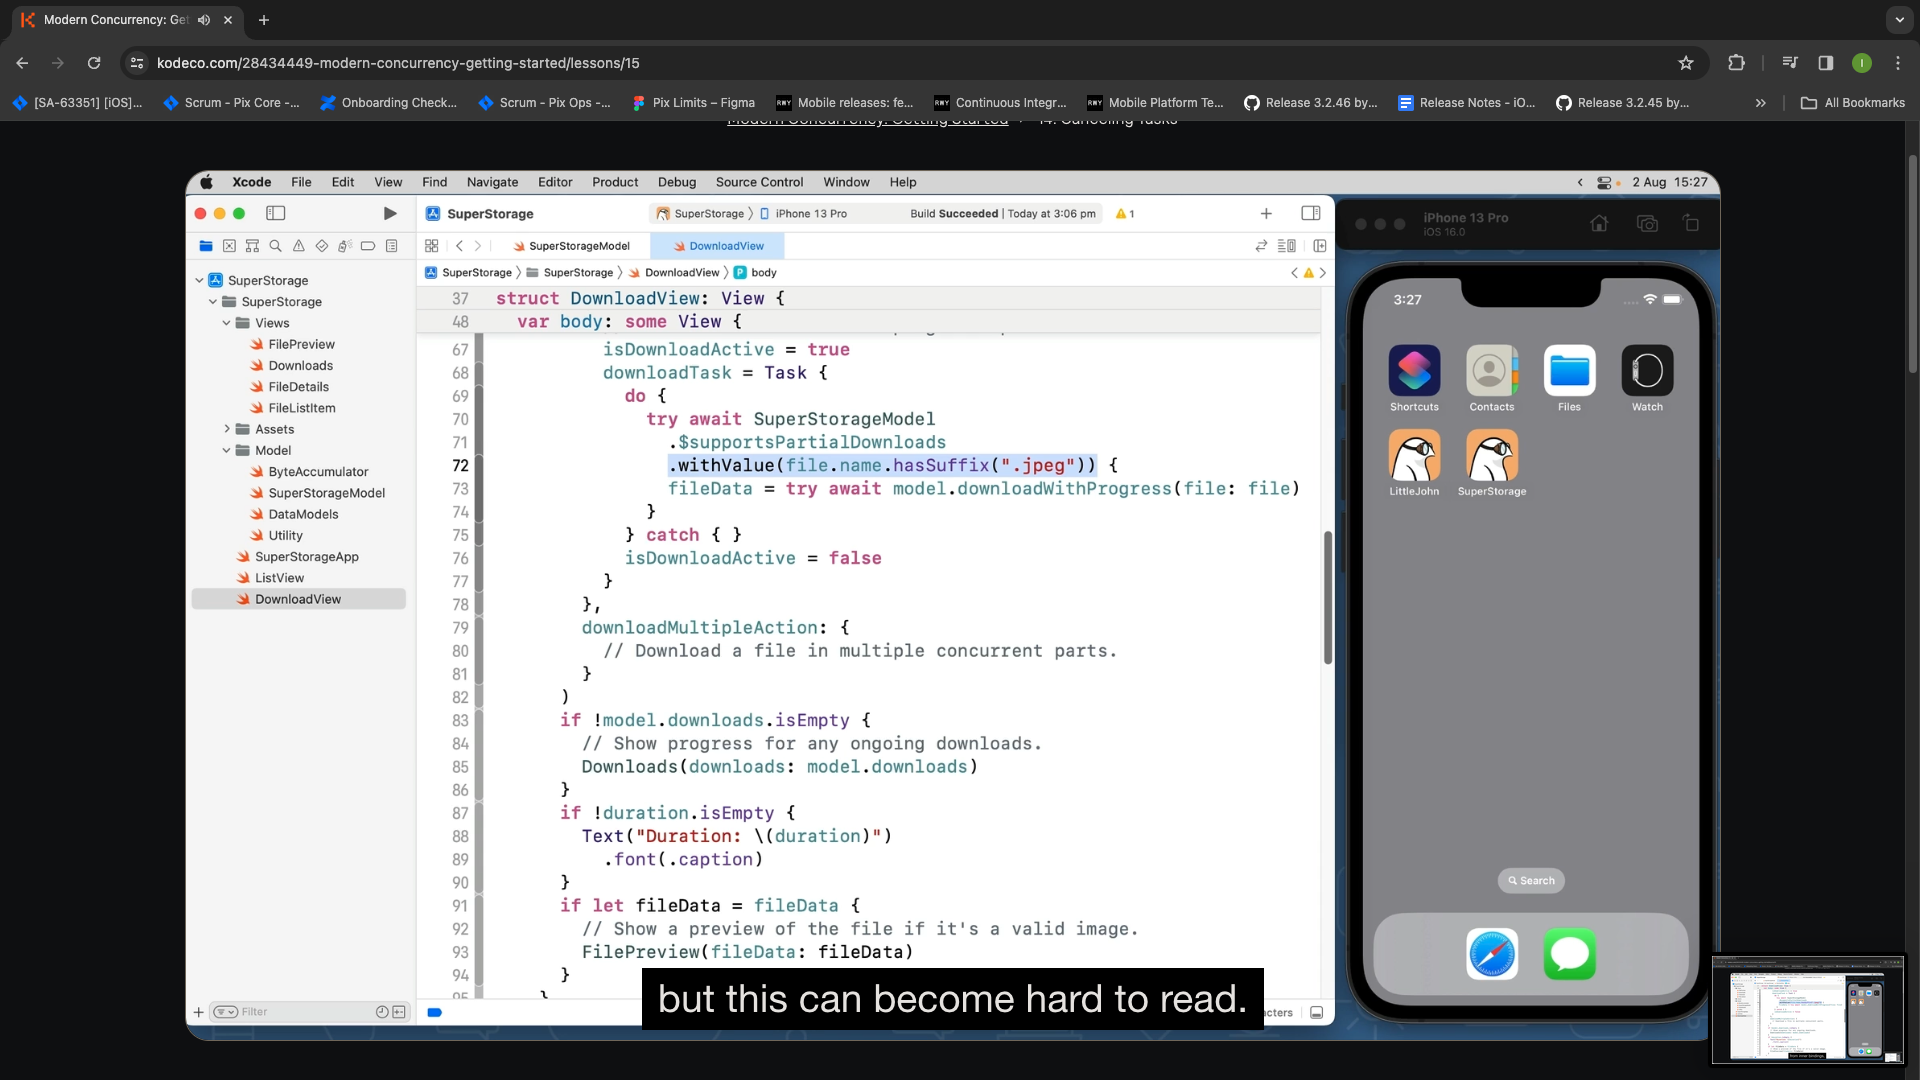 Modern Concurrency: Get
kodeco.com/28434449-modern-concurrency-getting-started/lessons/15
[SA-63351] [iOS]...
Scrum - Pix Core -...
Onboarding Check...
Scrum - Pix Ops -...
Pix Limits – Figma
Mobile releases: fe...
Continuous Integr...
Mobile Platform Te...
Release 3.2.46 by...
Release Notes - iO...
Release 3.2.45 by...
All Bookmarks
Modern Concurrency: Getting Started
14. Canceling Tasks
Xcode File Edit View Find Navigate Editor Product Debug Source Control Window Help
2 Aug 15:27
SuperStorage
SuperStorage
iPhone 13 Pro
Build Succeeded | Today at 3:06 pm
1
SuperStorageModel
DownloadView
SuperStorage
SuperStorage
DownloadView
P body
SuperStorage
SuperStorage
Views
FilePreview
Downloads
FileDetails
FileListItem
Assets
Model
ByteAccumulator
SuperStorageModel
DataModels
Utility
SuperStorageApp
ListView
DownloadView
Filter
37 struct DownloadView: View {
48 var body: some View {
67 isDownloadActive = true
68 downloadTask = Task {
69 do {
70 try await SuperStorageModel
71 .$supportsPartialDownloads
72 .withValue(file.name.hasSuffix(".jpeg")) {
73 fileData = try await model.downloadWithProgress(file: file)
74 }
75 } catch { }
76 isDownloadActive = false
77 }
78 },
79 downloadMultipleAction: {
80 // Download a file in multiple concurrent parts.
81 }
82 )
83 if !model.downloads.isEmpty {
84 // Show progress for any ongoing downloads.
85 Downloads(downloads: model.downloads)
86 }
87 if !duration.isEmpty {
88 Text("Duration: \(duration)")
89 .font(.caption)
90 }
91 if let fileData = fileData {
92 // Show a preview of the file if it's a valid image.
93 FilePreview(fileData: fileData)
94 }
but this can become hard to read.
iPhone 13 Pro
iOS 16.0
3:27
Shortcuts
Contacts
Files
Watch
LittleJohn
SuperStorage
Search